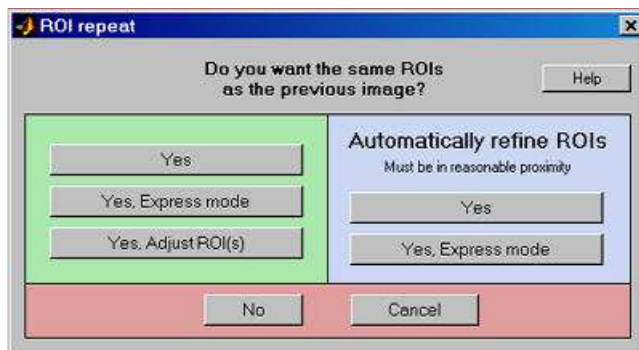 ROI repeat
Do you want the same ROIs
as the previous image?
Help
Yes
Yes, Express mode
Yes, Adjust ROI(s)
Automatically refine ROIs
Must be in reasonable proximity
Yes
Yes, Express mode
No
Cancel